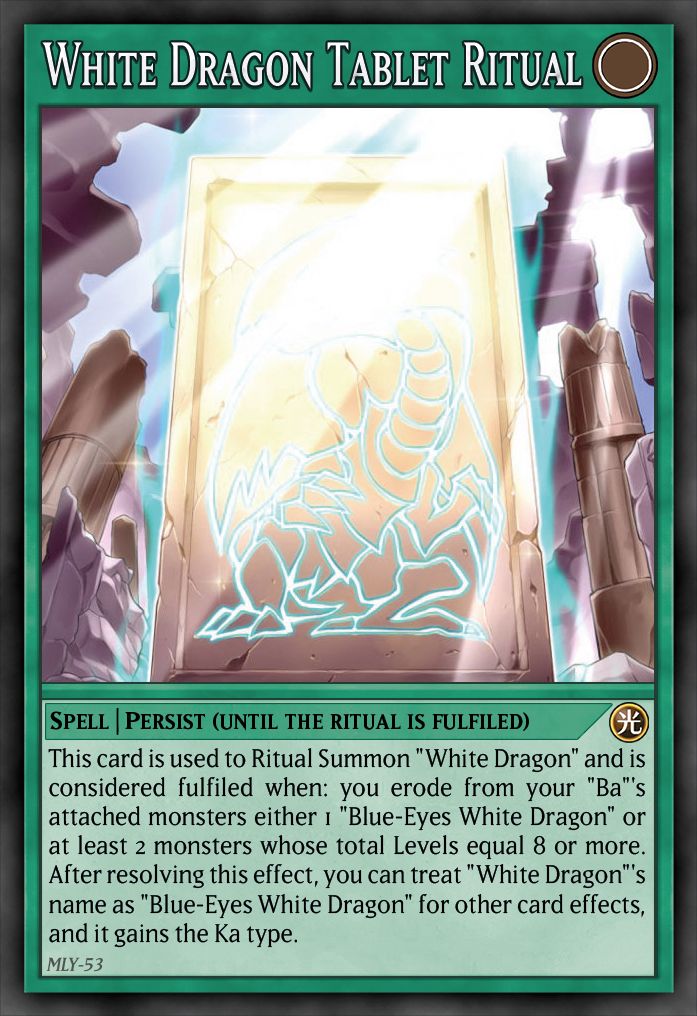 White Dragon Tablet Ritual
Spell | Persist (until the ritual is fulfiled)
光
This card is used to Ritual Summon "White Dragon" and is
considered fulfiled when: you erode from your "Ba"'s
attached monsters either 1 "Blue-Eyes White Dragon" or
at least 2 monsters whose total Levels equal 8 or more.
After resolving this effect, you can treat "White Dragon"'s
name as "Blue-Eyes White Dragon" for other card effects,
and it gains the Ka type.
MLY-53